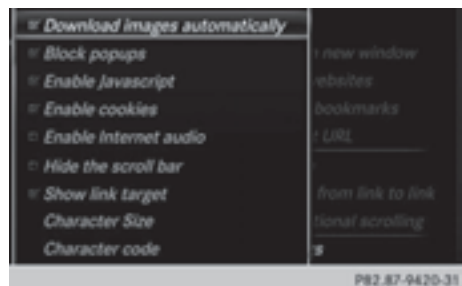 Download images automatically
Block popups
Enable Javascript
Enable cookies
Enable Internet audio
Hide the scroll bar
Show link target
Character Size
Character code
new window
websites
bookmarks
URL
from link to link
tional scrolling
P82.87-9420-31